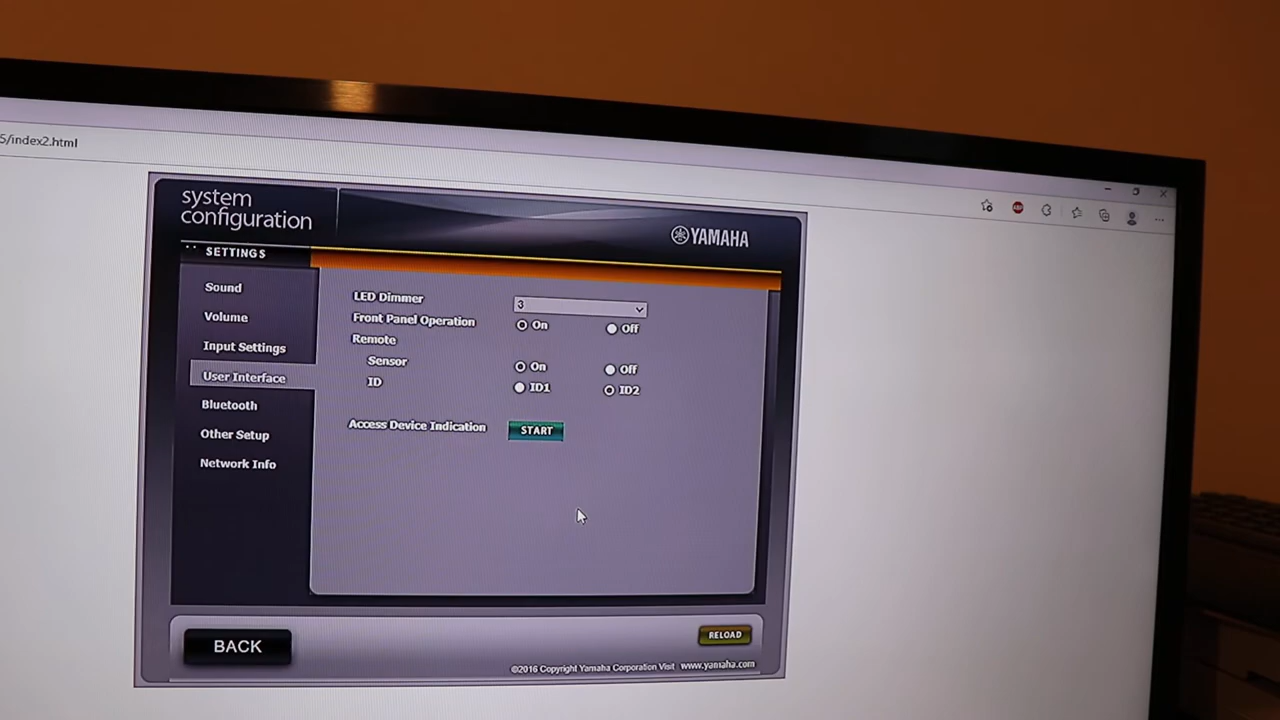 5/index2.html
system
configuration
YAMAHA
SETTINGS
Sound
Volume
Input Settings
User Interface
Bluetooth
Other Setup
Network Info
LED Dimmer 3
Front Panel Operation On Off
Remote
Sensor On Off
ID ID1 ID2
Access Device Indication START
BACK
RELOAD
©2016 Copyright Yamaha Corporation Visit www.yamaha.com